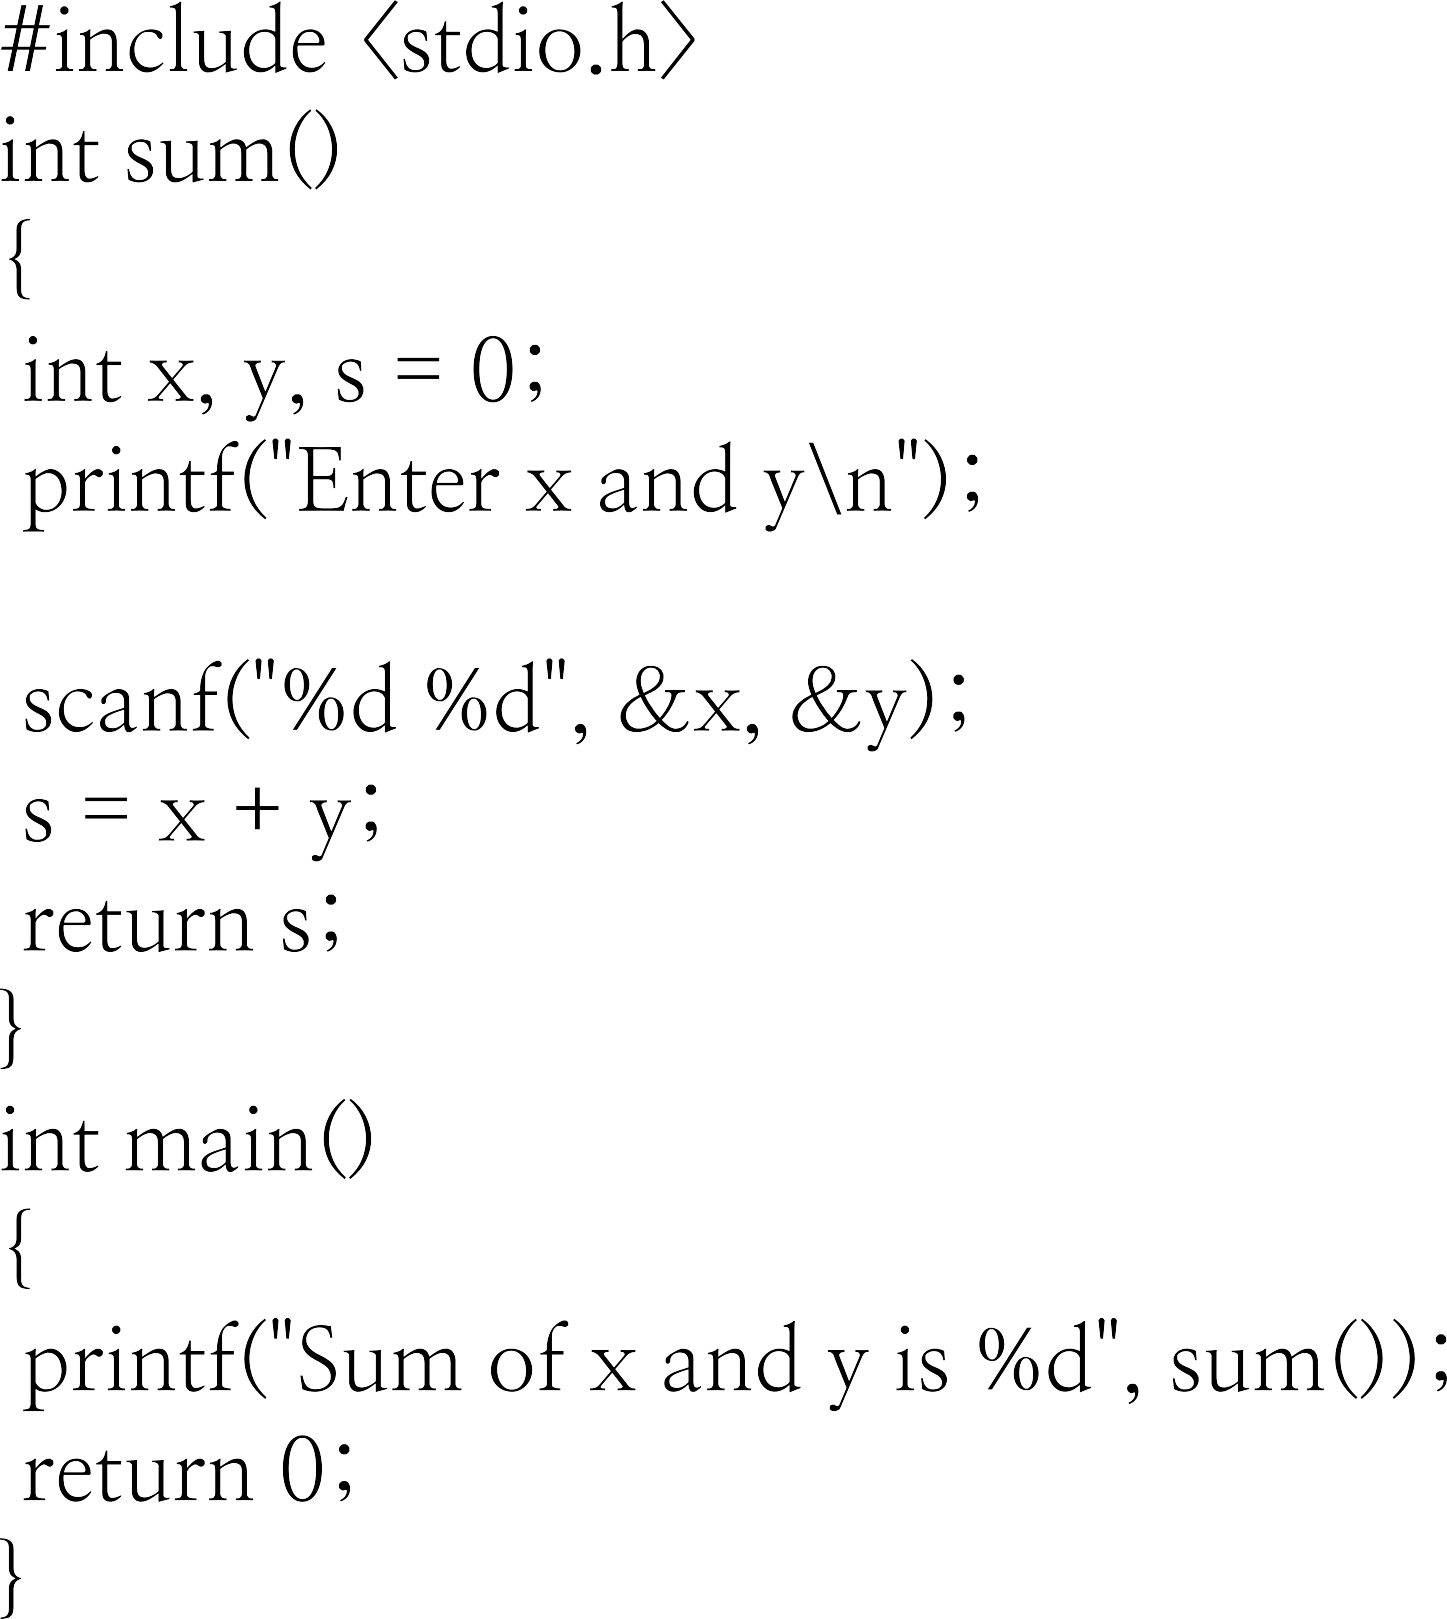 #include <stdio.h>
int sum()
{
int x, y, s = 0;
printf("Enter x and y\n");
scanf("%d %d", &x, &y);
s = x + y;
return s;
}
int main()
{
printf("Sum of x and y is %d", sum());
return 0;
}